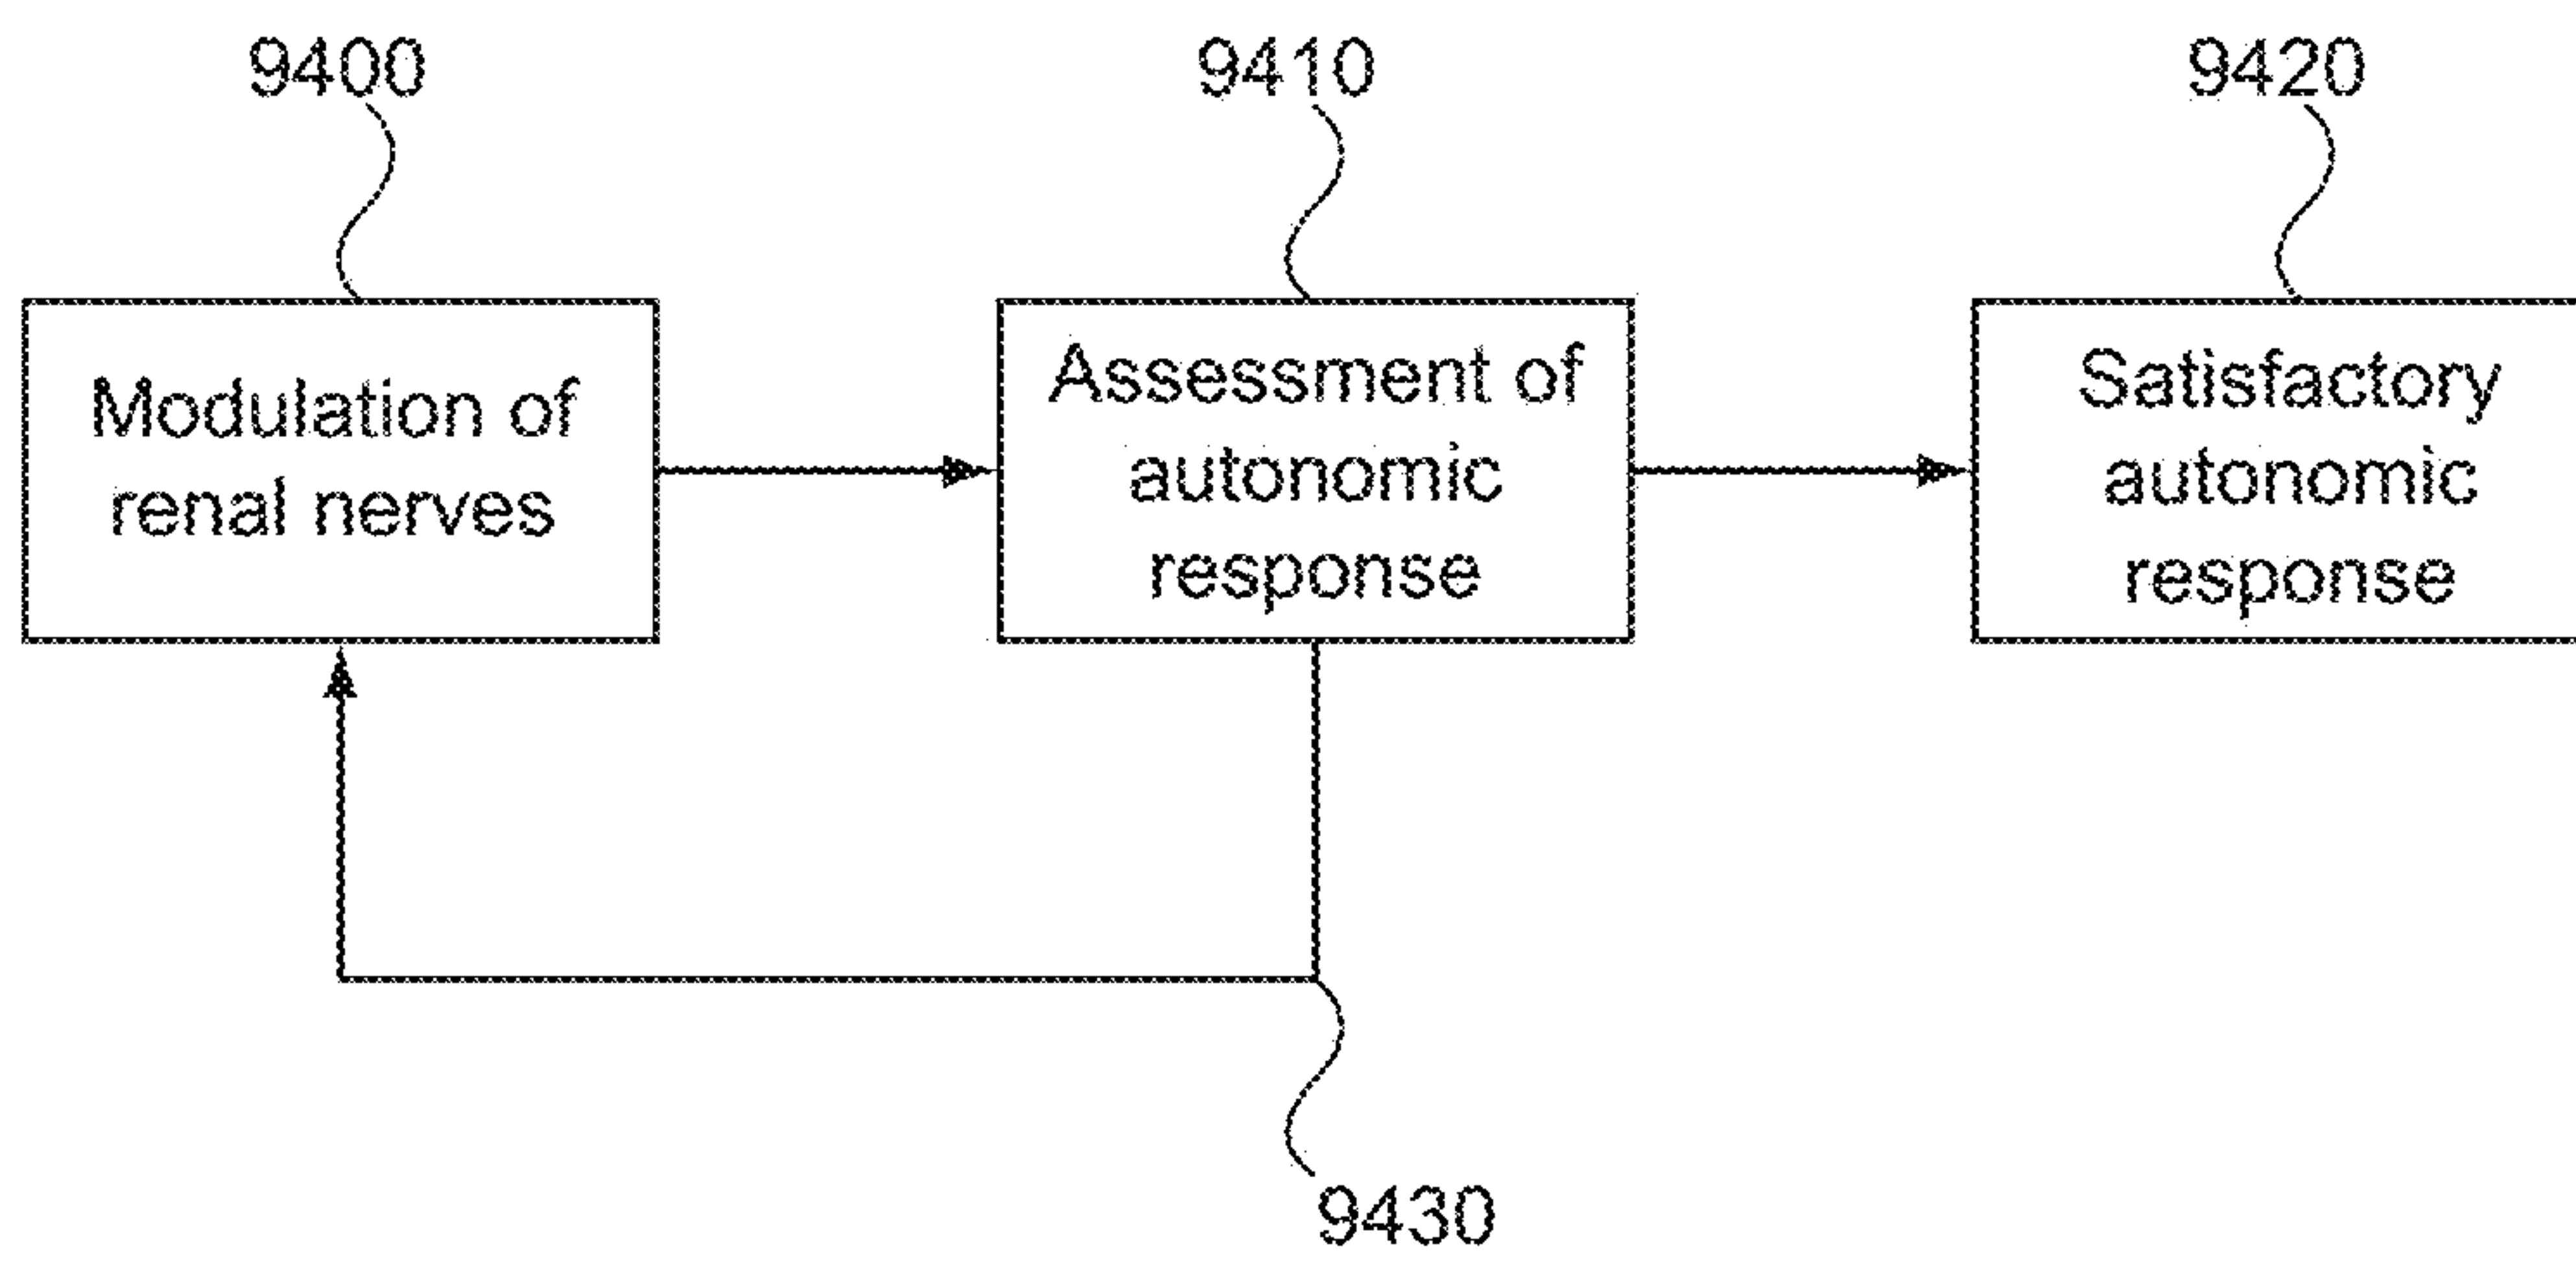 9400
9410
9420
Modulation of
renal nerves
Assessment of
autonomic
response
Satisfactory
autonomic
response
9430